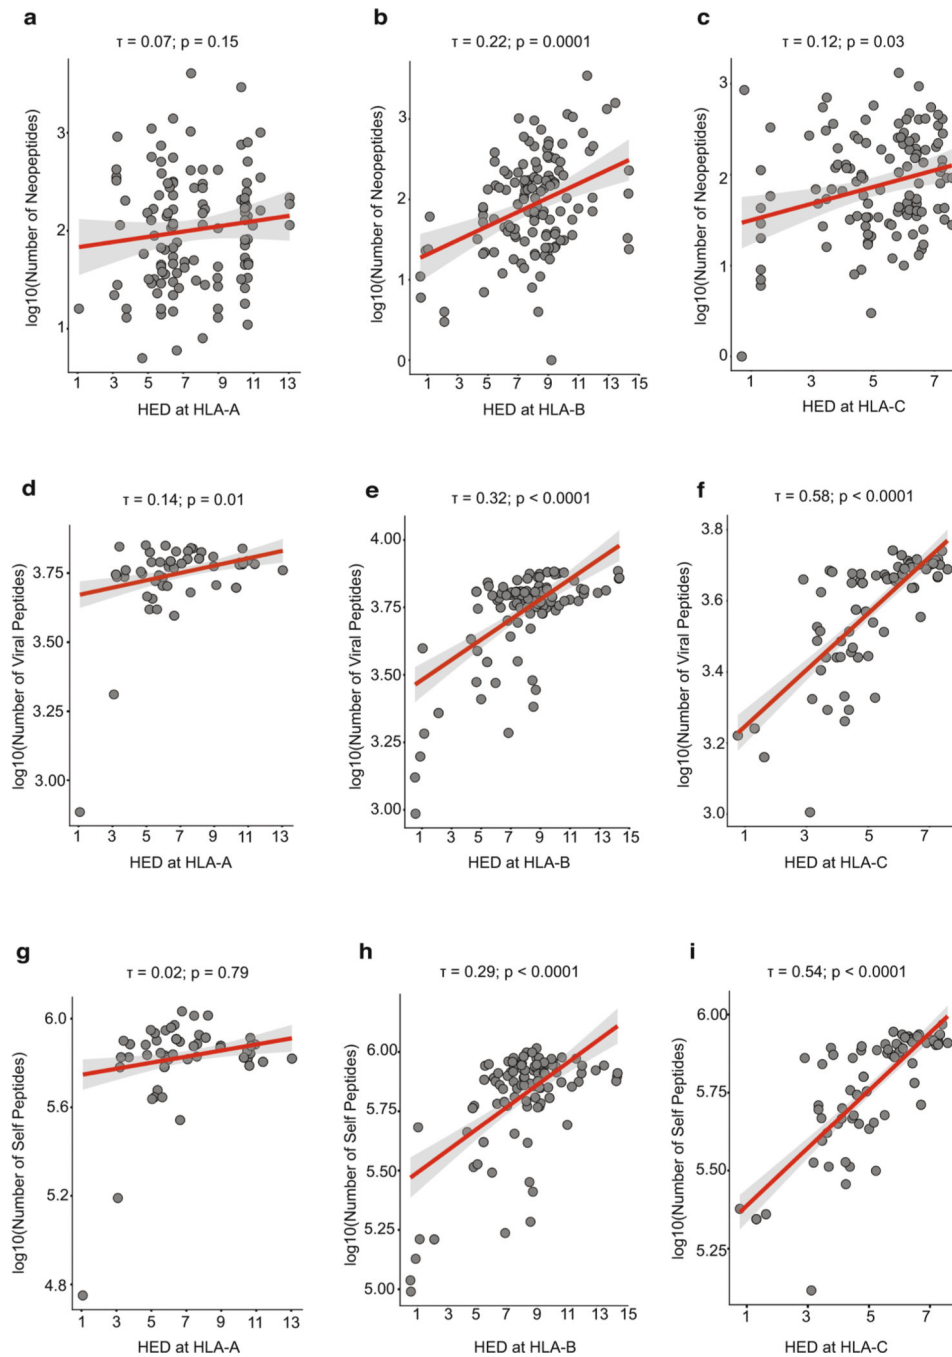 a
τ = 0.07; p = 0.15
log10(Number of Neopeptides)
3
2
1
1 3 5 7 9 11 13
HED at HLA-A
b
τ = 0.22; p = 0.0001
log10(Number of Neopeptides)
3
2
1
0
1 3 5 7 9 11 13 15
HED at HLA-B
c
τ = 0.12; p = 0.03
log10(Number of Neopeptides)
3
2
1
0
1 3 5 7
HED at HLA-C
d
τ = 0.14; p = 0.01
log10(Number of Viral Peptides)
3.75
3.50
3.25
3.00
1 3 5 7 9 11 13
HED at HLA-A
e
τ = 0.32; p < 0.0001
log10(Number of Viral Peptides)
4.00
3.75
3.50
3.25
3.00
1 3 5 7 9 11 13 15
HED at HLA-B
f
τ = 0.58; p < 0.0001
log10(Number of Viral Peptides)
3.8
3.6
3.4
3.2
3.0
1 3 5 7
HED at HLA-C
g
τ = 0.02; p = 0.79
log10(Number of Self Peptides)
6.0
5.6
5.2
4.8
1 3 5 7 9 11 13
HED at HLA-A
h
τ = 0.29; p < 0.0001
log10(Number of Self Peptides)
6.00
5.75
5.50
5.25
5.00
1 3 5 7 9 11 13 15
HED at HLA-B
i
τ = 0.54; p < 0.0001
log10(Number of Self Peptides)
6.00
5.75
5.50
5.25
1 3 5 7
HED at HLA-C